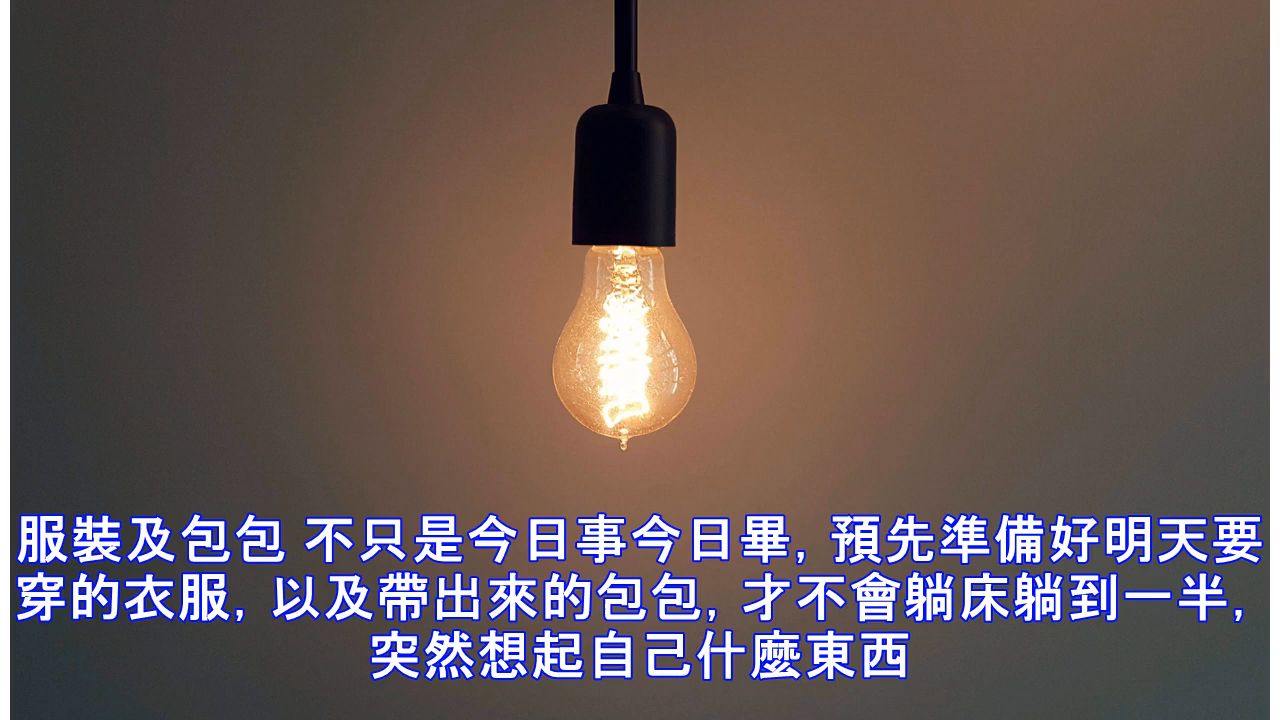 服裝及包包 不只是今日事今日畢, 預先準備好明天要
穿的衣服, 以及帶出來的包包, 才不會躺床躺到一半,
突然想起自己什麼東西